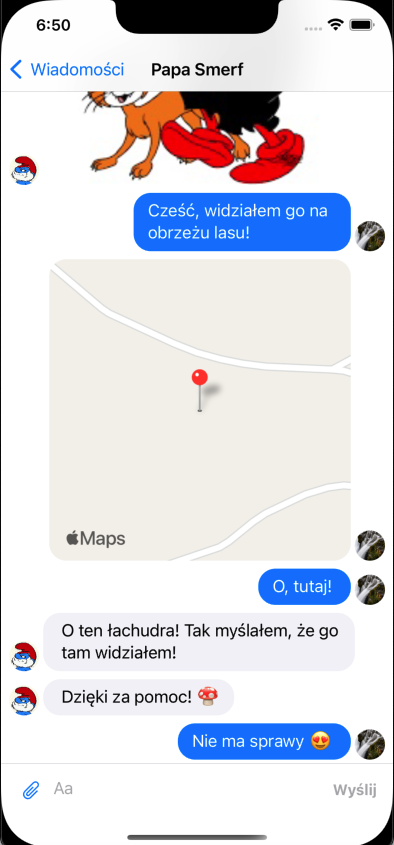 6:50
Wiadomości
Papa Smerf
Cześć, widziałem go na
obrzeżu lasu!
Maps
O, tutaj!
O ten łachudra! Tak myślałem, że go
tam widziałem!
Dzięki za pomoc! 🍄
Nie ma sprawy 😍
Aa
Wyślij